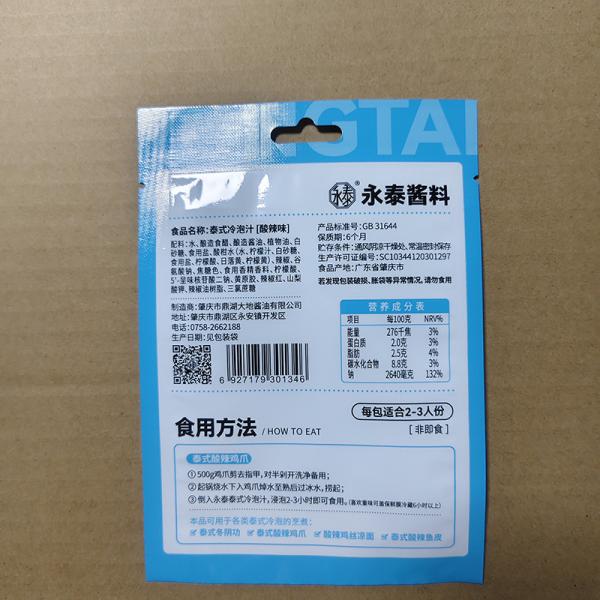 NGTAI
永泰® 永泰酱料
食品名称:泰式冷泡汁 [酸辣味]
配料:水、酿造食醋、酿造酱油、植物油、白
砂糖、食用盐、酸柑水(水、柠檬汁、白砂糖、
食用盐、柠檬酸、日落黄、柠檬黄)、辣椒、谷
氨酸钠、焦糖色、食用香精香料、柠檬酸、
5'-呈味核苷酸二钠、黄原胶、辣椒红、山梨
酸钾、辣椒油树脂、三氯蔗糖
产品标准号:GB 31644
保质期:6个月
贮存条件:通风阴凉干燥处、常温密封保存
生产许可证编号:SC10344120301297
食品产地:广东省肇庆市
若发现包装破损、胀袋等异常情况,请勿食用
制造商:肇庆市鼎湖大地酱油有限公司
地址:肇庆市鼎湖区永安镇开发区
电话:0758-2662188
生产日期:见包装袋
6 927179 301346
营养成分表
项目 每100克 NRV%
能量 276千焦 3%
蛋白质 2.0克 3%
脂肪 2.5克 4%
碳水化合物 8.8克 3%
钠 2640毫克 132%
食用方法 / HOW TO EAT
每包适合2-3人份
[ 非即食 ]
泰式酸辣鸡爪
①500g鸡爪剪去指甲,对半剁开洗净备用;
②起锅烧水下入鸡爪焯水至熟后过冰水,捞起;
③倒入永泰泰式冷泡汁,浸泡2-3小时即可食用。(喜欢重味可盖保鲜膜冷藏6小时以上)
本品可用于各类泰式冷泡的烹煮:
泰式冬阴功 泰式酸辣鸡爪 酸辣鸡丝凉面 泰式酸辣鱼皮